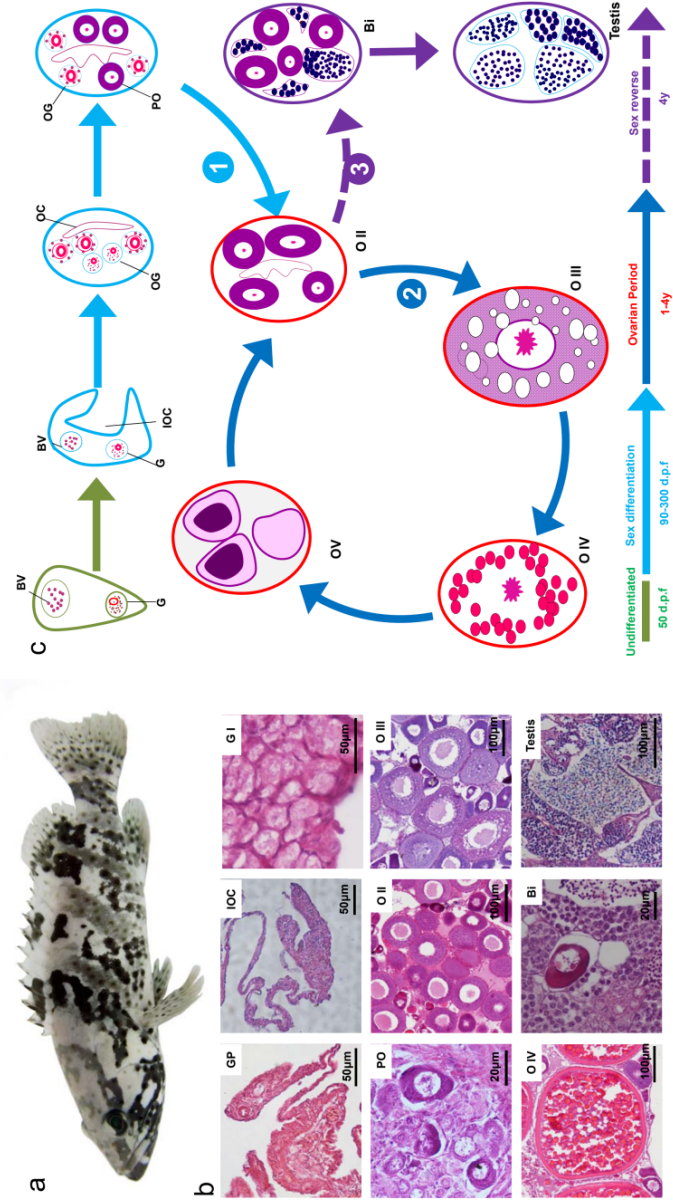 a
b
GP
50μm
IOC
50μm
G I
50μm
PO
20μm
O II
100μm
O III
100μm
O IV
100μm
Bi
20μm
Testis
100μm
C
BV
G
BV
IOC
G
OC
OG
OG
PO
1
O II
3
Bi
Testis
2
O III
O IV
OV
Undifferentiated
50 d.p.f
Sex differentiation
90-300 d.p.f
Ovarian Period
1-4y
Sex reverse
4y